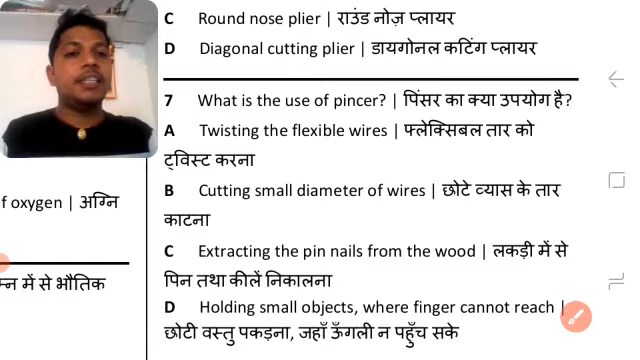 C Round nose plier | राउंड नोज़ प्लायर
D Diagonal cutting plier | डायगोनल कटिंग प्लायर
7 What is the use of pincer? | पिंसर का क्या उपयोग है?
A Twisting the flexible wires | फ्लेक्सिबल तार को
ट्विस्ट करना
B Cutting small diameter of wires | छोटे व्यास के तार
काटना
C Extracting the pin nails from the wood | लकड़ी में से
पिन तथा कीलें निकालना
D Holding small objects, where finger cannot reach |
छोटी वस्तु पकड़ना, जहाँ ऊँगली न पहुँच सके
f oxygen | अग्नि
म्न में से भौतिक